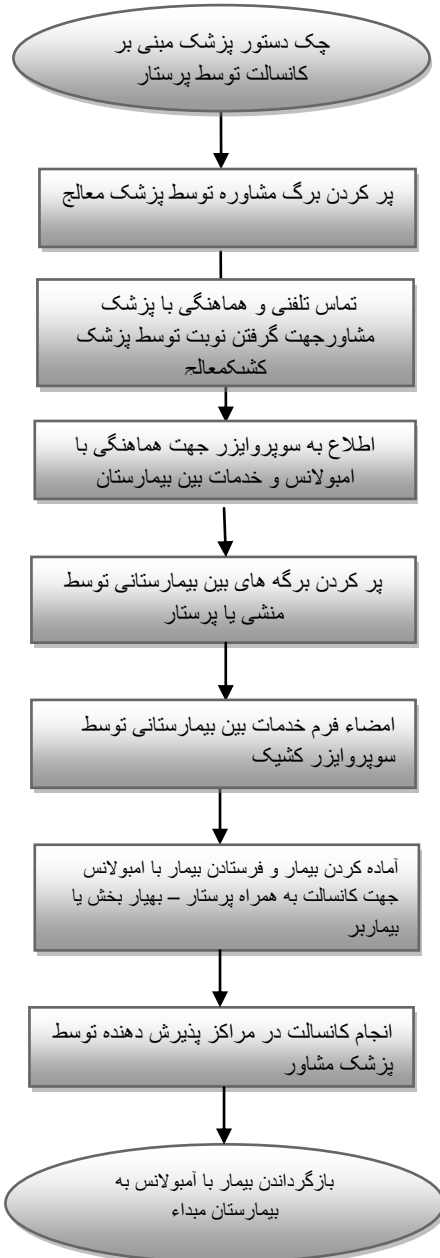 چک دستور پزشک مبنی بر
کانسالت توسط پرستار
پر کردن برگ مشاوره توسط پزشک معالج
تماس تلفنی و هماهنگی با پزشک
مشاورجهت گرفتن نوبت توسط پزشک
کشیکمعالج
اطلاع به سوپروایزر جهت هماهنگی با
امبولانس و خدمات بین بیمارستان
پر کردن برگه های بین بیمارستانی توسط
منشی یا پرستار
امضاء فرم خدمات بین بیمارستانی توسط
سوپروایزر کشیک
آماده کردن بیمار و فرستادن بیمار با امبولانس
جهت کانسالت به همراه پرستار – بهیار بخش یا
بیماربر
انجام کانسالت در مراکز پذیرش دهنده توسط
پزشک مشاور
بازگرداندن بیمار با آمبولانس به
بیمارستان مبداء